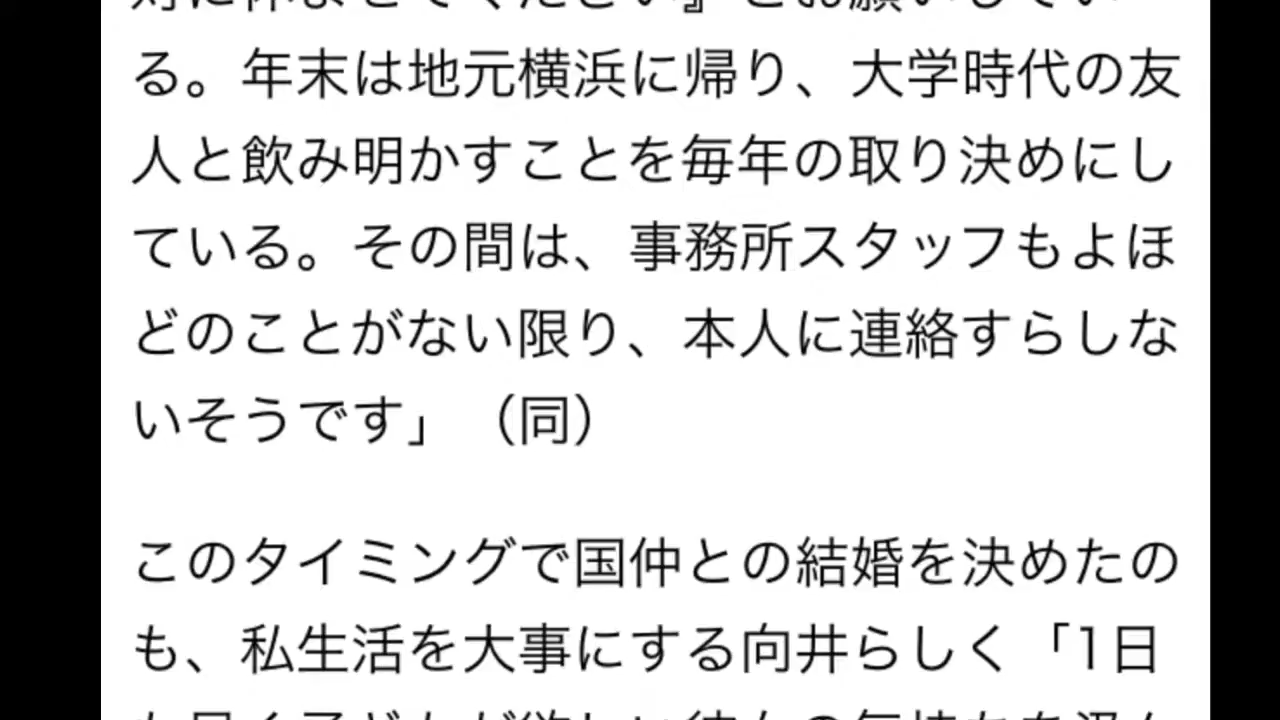 る。年末は地元横浜に帰り、大学時代の友
人と飲み明かすことを毎年の取り決めにし
ている。その間は、事務所スタッフもよほ
どのことがない限り、本人に連絡すらしな
いそうです」（同）
このタイミングで国仲との結婚を決めたの
も、私生活を大事にする向井らしく「1日